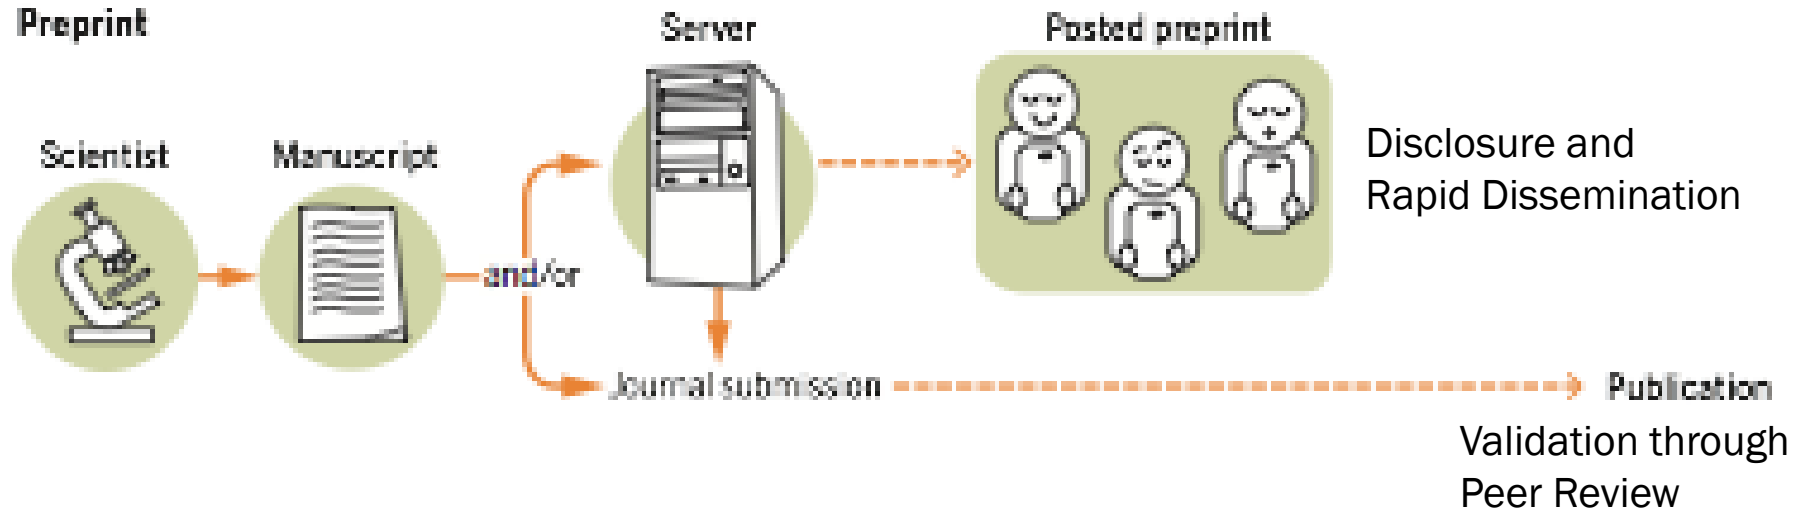 Preprint
Server
Posted preprint
Scientist
Manuscript
Disclosure and
Rapid Dissemination
and/or
Journal submission
Publication
Validation through
Peer Review